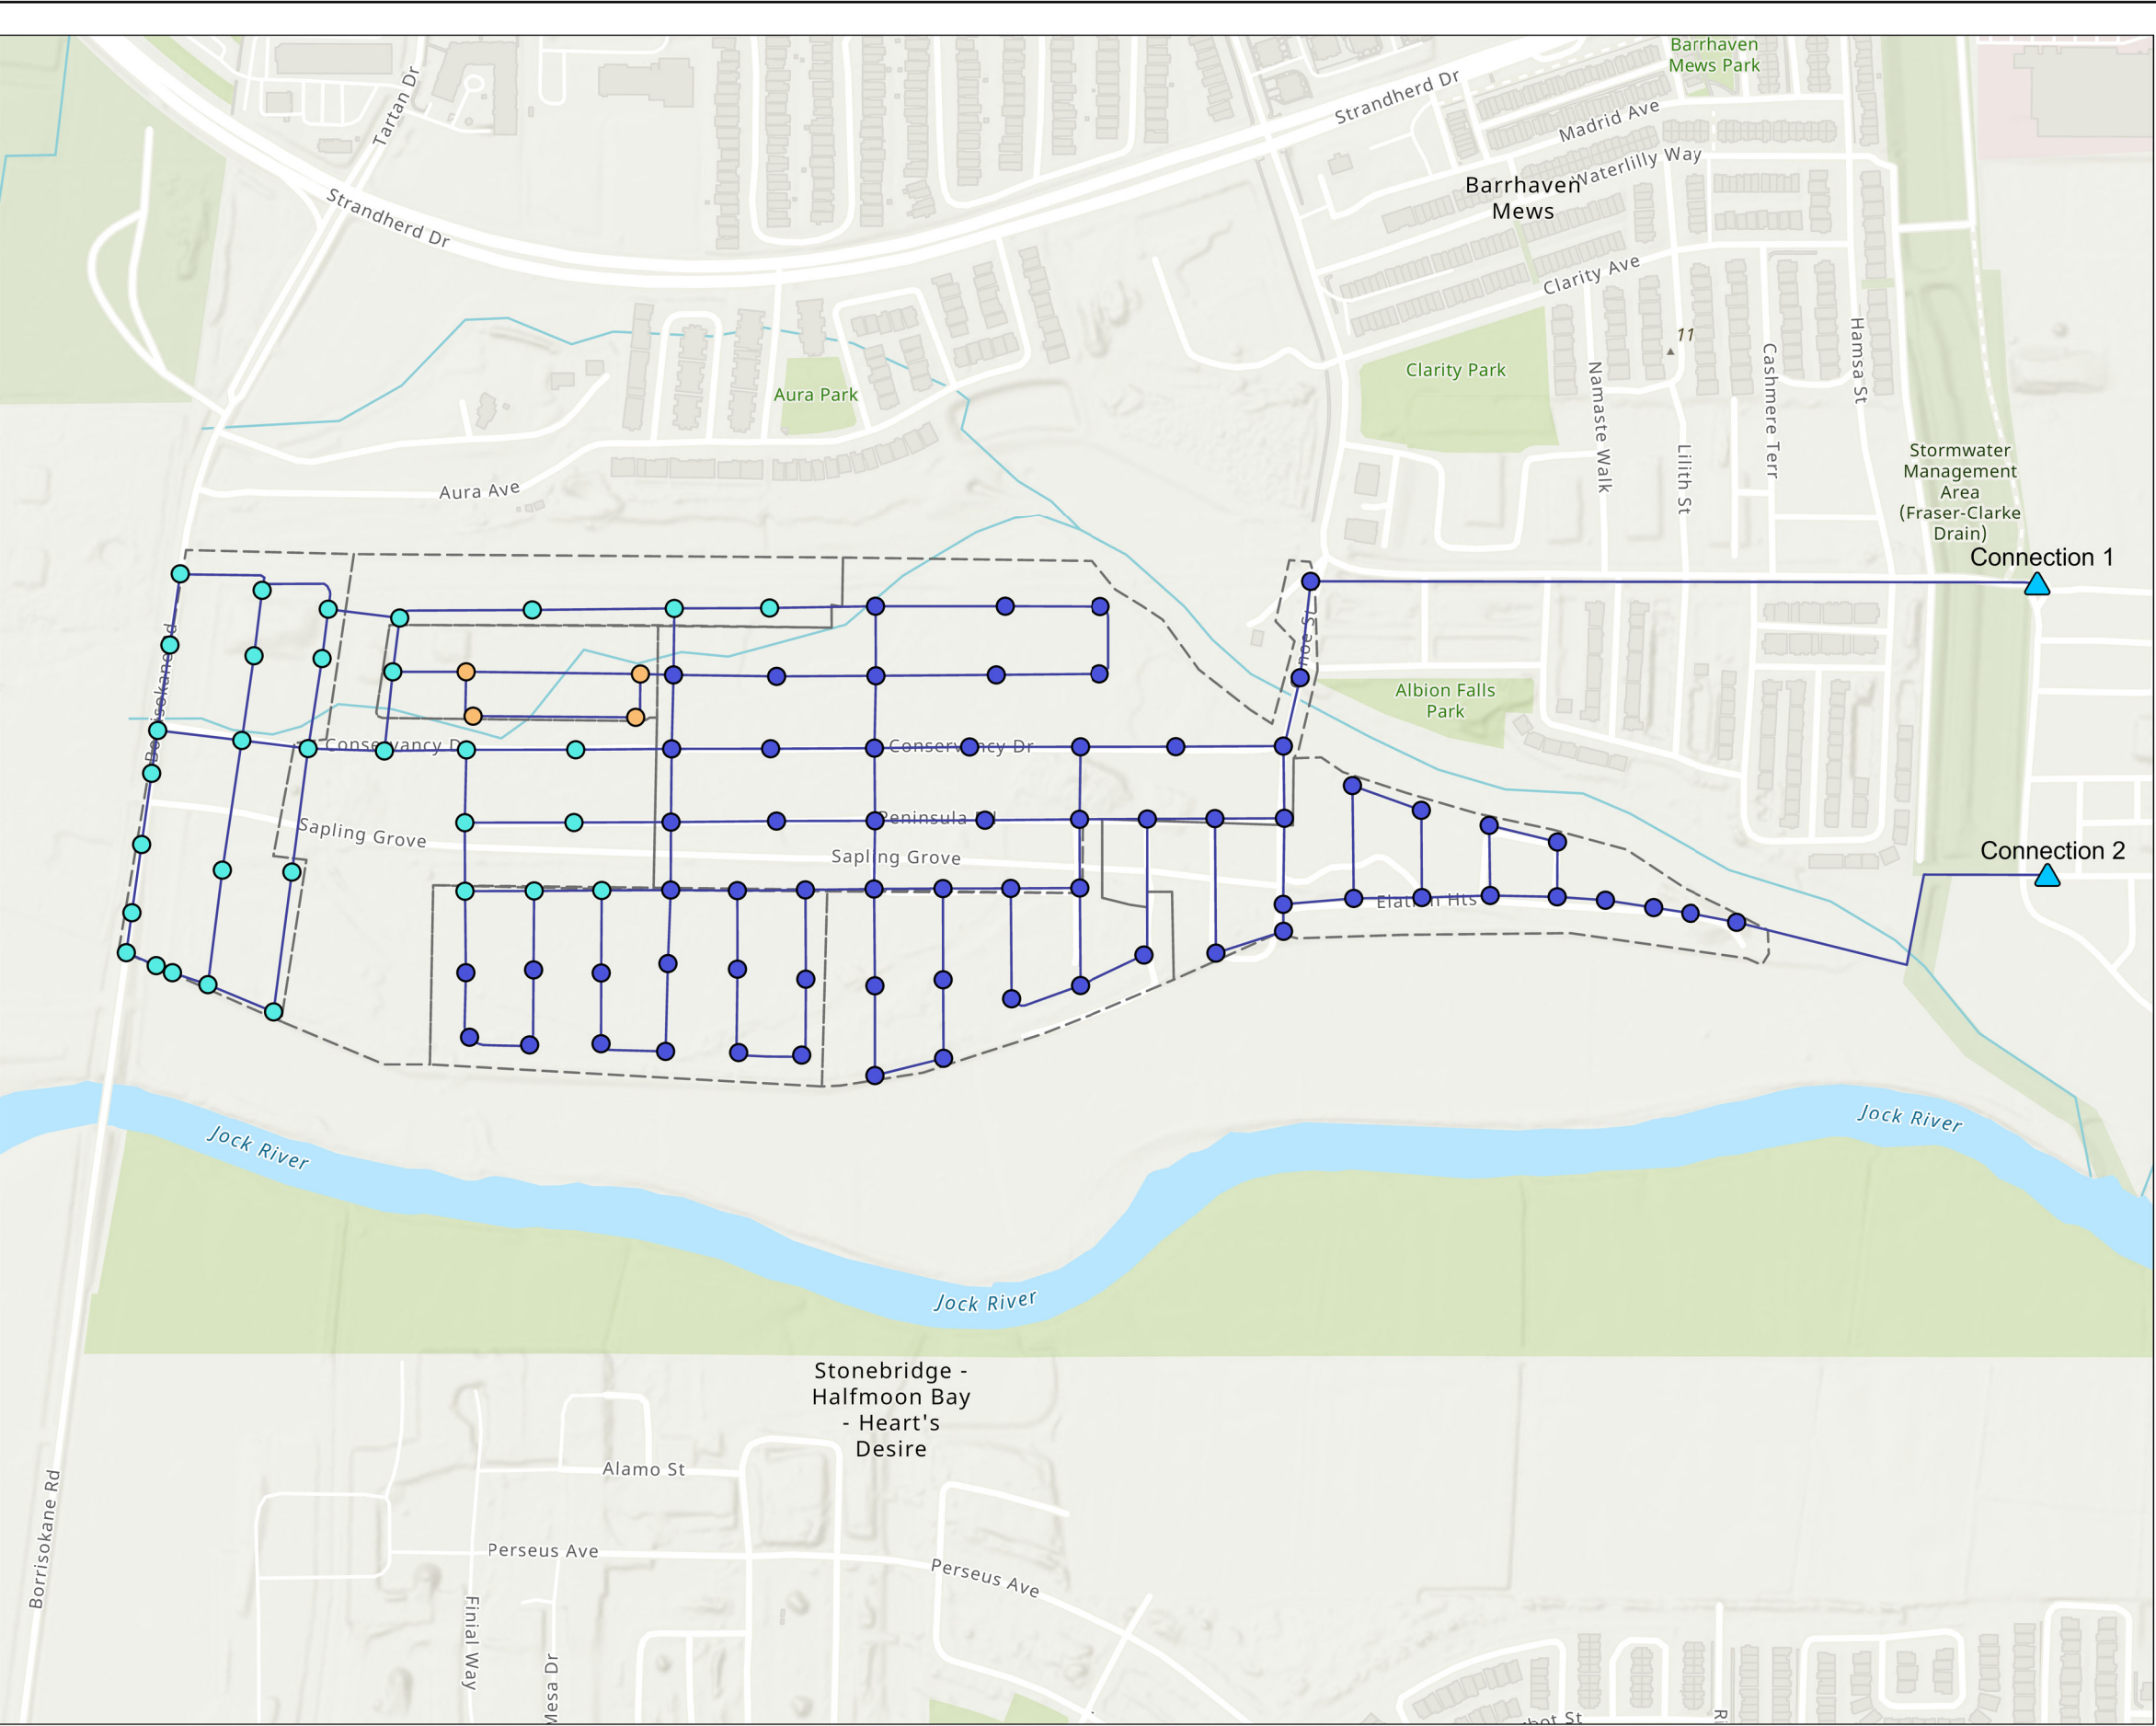 Barrhaven
Mews Park
Tartan Dr
Strandherd Dr
Madrid Ave
Waterlilly Way
Barrhaven
Mews
Strandherd Dr
Clarity Ave
11
Hamsa St
Cashmere Terr
Namaste Walk
Clarity Park
Aura Park
Lilith St
Aura Ave
Stormwater
Management
Area
(Fraser-Clarke
Drain)
Connection 1
Albion Falls
Park
Conservancy D
Conservancy Dr
Sapling Grove
Peninsula
Sapling Grove
Connection 2
Hts
Jock River
Jock River
Jock River
Stonebridge -
Halfmoon Bay
- Heart's
Desire
Alamo St
Borrisokane Rd
Perseus Ave
Perseus Ave
Finial Way
Mesa Dr